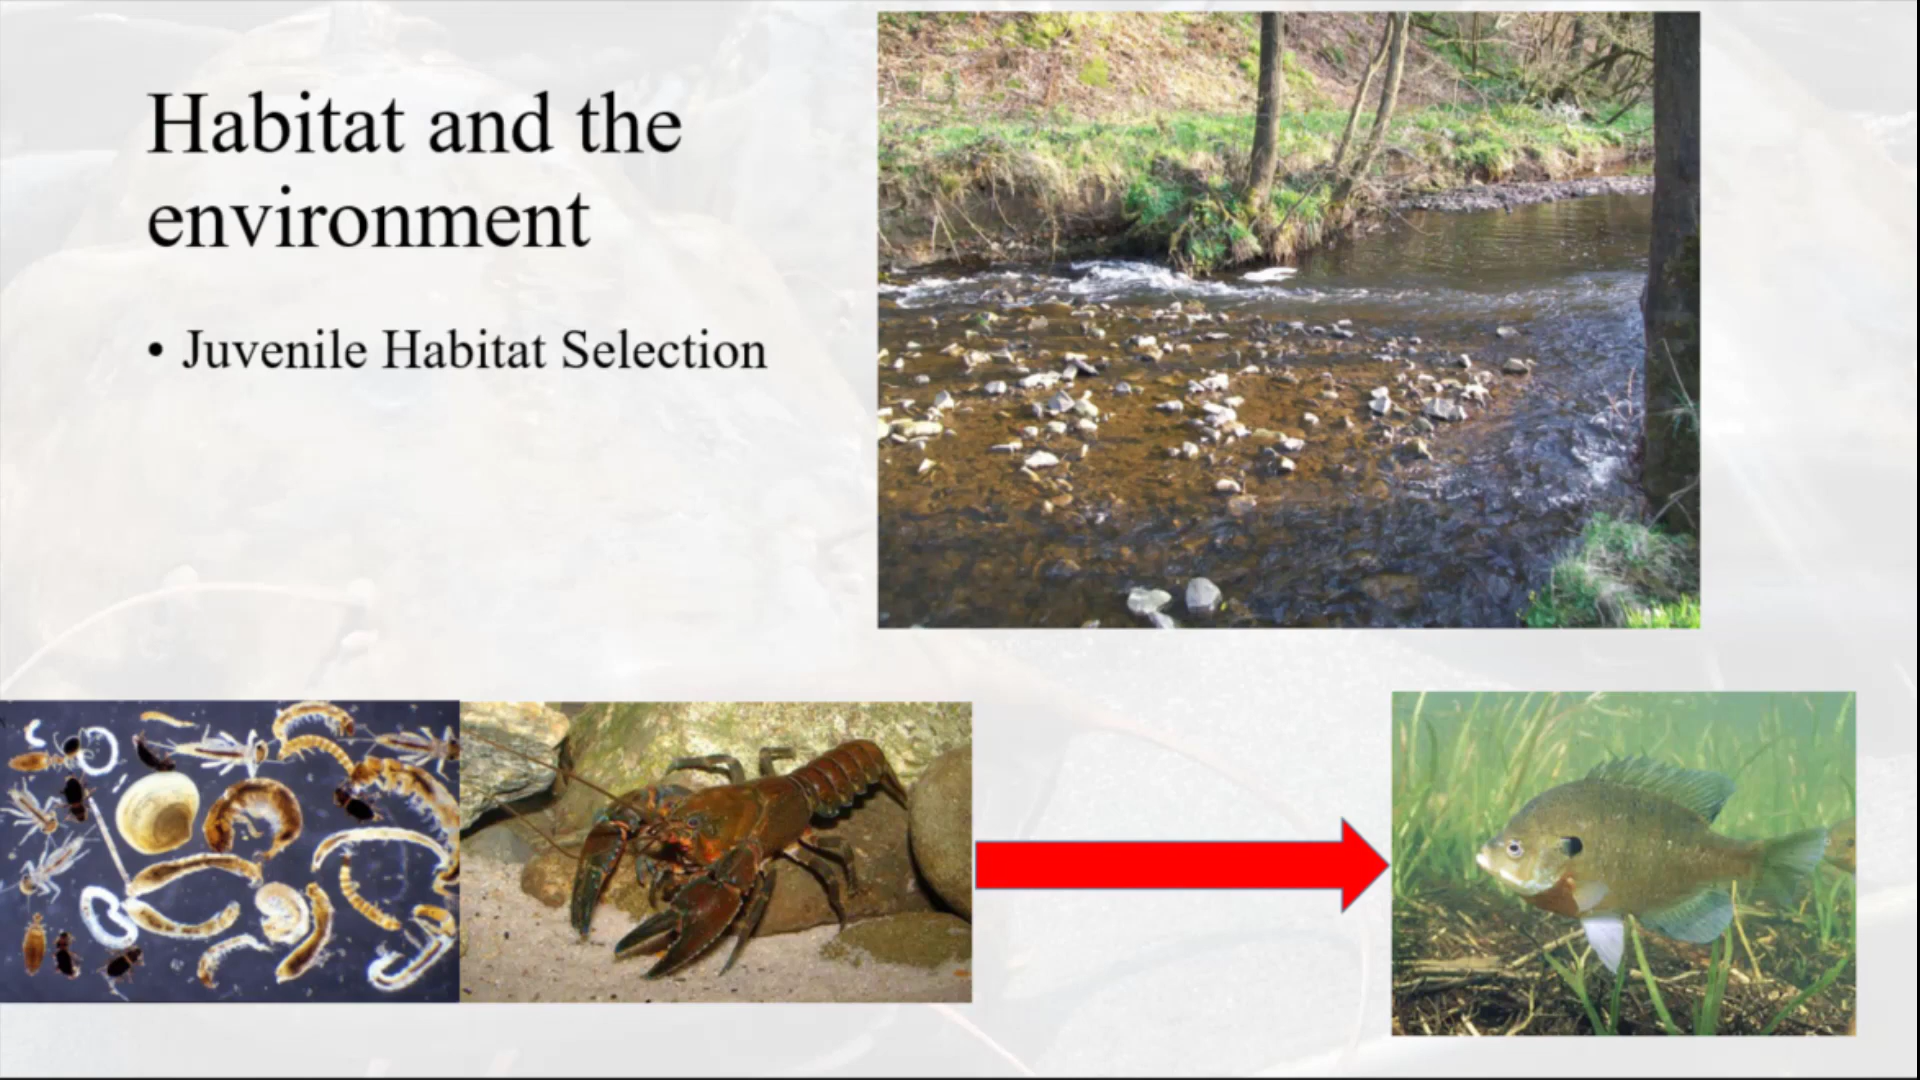 Habitat and the
environment
• Juvenile Habitat Selection